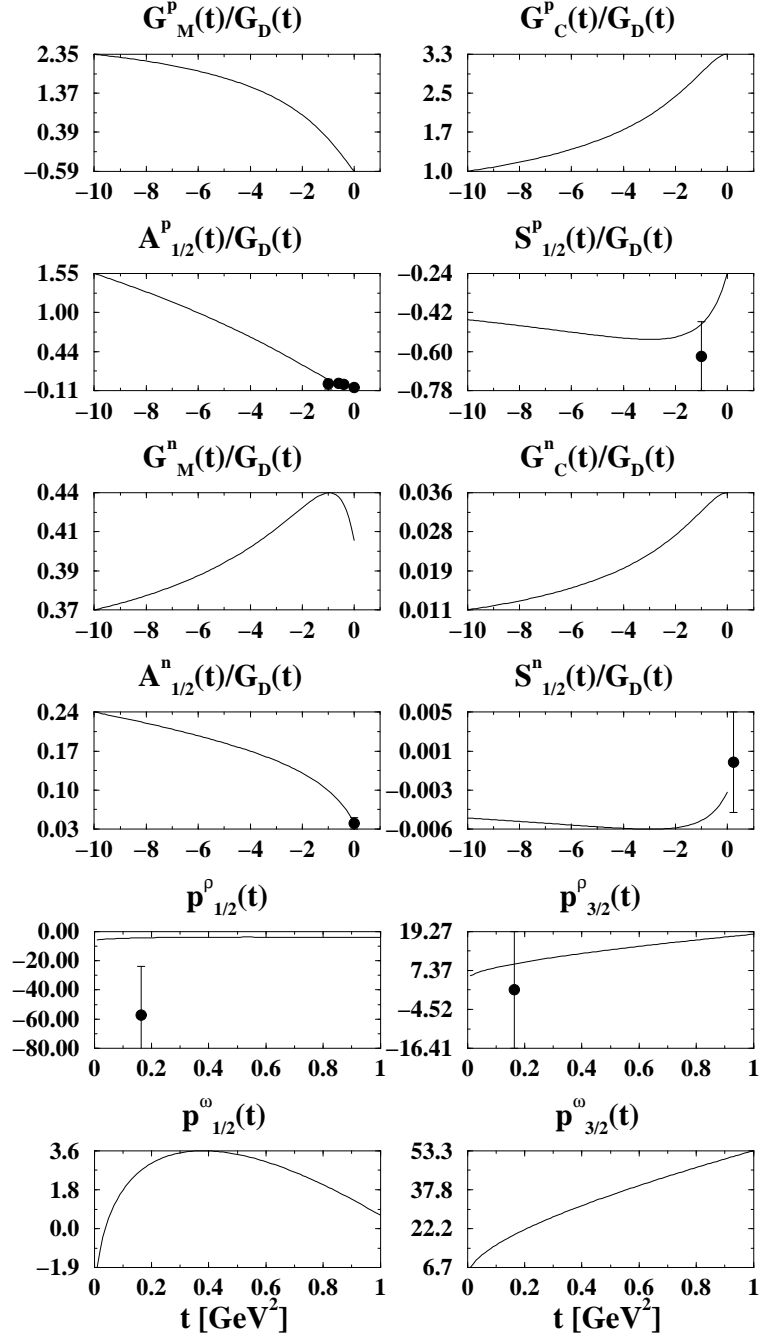 G^p_M(t)/G_D(t) G^p_C(t)/G_D(t)
2.35 3.3
1.37 2.5
0.39 1.7
−0.59 1.0
−10 −8 −6 −4 −2 0 −10 −8 −6 −4 −2 0
A^p_1/2(t)/G_D(t) S^p_1/2(t)/G_D(t)
1.55 −0.24
1.00 −0.42
0.44 −0.60
−0.11 −0.78
−10 −8 −6 −4 −2 0 −10 −8 −6 −4 −2 0
G^n_M(t)/G_D(t) G^n_C(t)/G_D(t)
0.44 0.036
0.41 0.028
0.39 0.019
0.37 0.011
−10 −8 −6 −4 −2 0 −10 −8 −6 −4 −2 0
A^n_1/2(t)/G_D(t) S^n_1/2(t)/G_D(t)
0.24 0.005
0.17 0.001
0.10 −0.003
0.03 −0.006
−10 −8 −6 −4 −2 0 −10 −8 −6 −4 −2 0
p^ρ_1/2(t) p^ρ_3/2(t)
0.00 19.27
−20.00 7.37
−40.00
−60.00 −4.52
−80.00 −16.41
0 0.2 0.4 0.6 0.8 1 0 0.2 0.4 0.6 0.8 1
p^ω_1/2(t) p^ω_3/2(t)
3.6 53.3
1.8 37.8
0.0 22.2
−1.9 6.7
0 0.2 0.4 0.6 0.8 1 0 0.2 0.4 0.6 0.8 1
t [GeV^2] t [GeV^2]